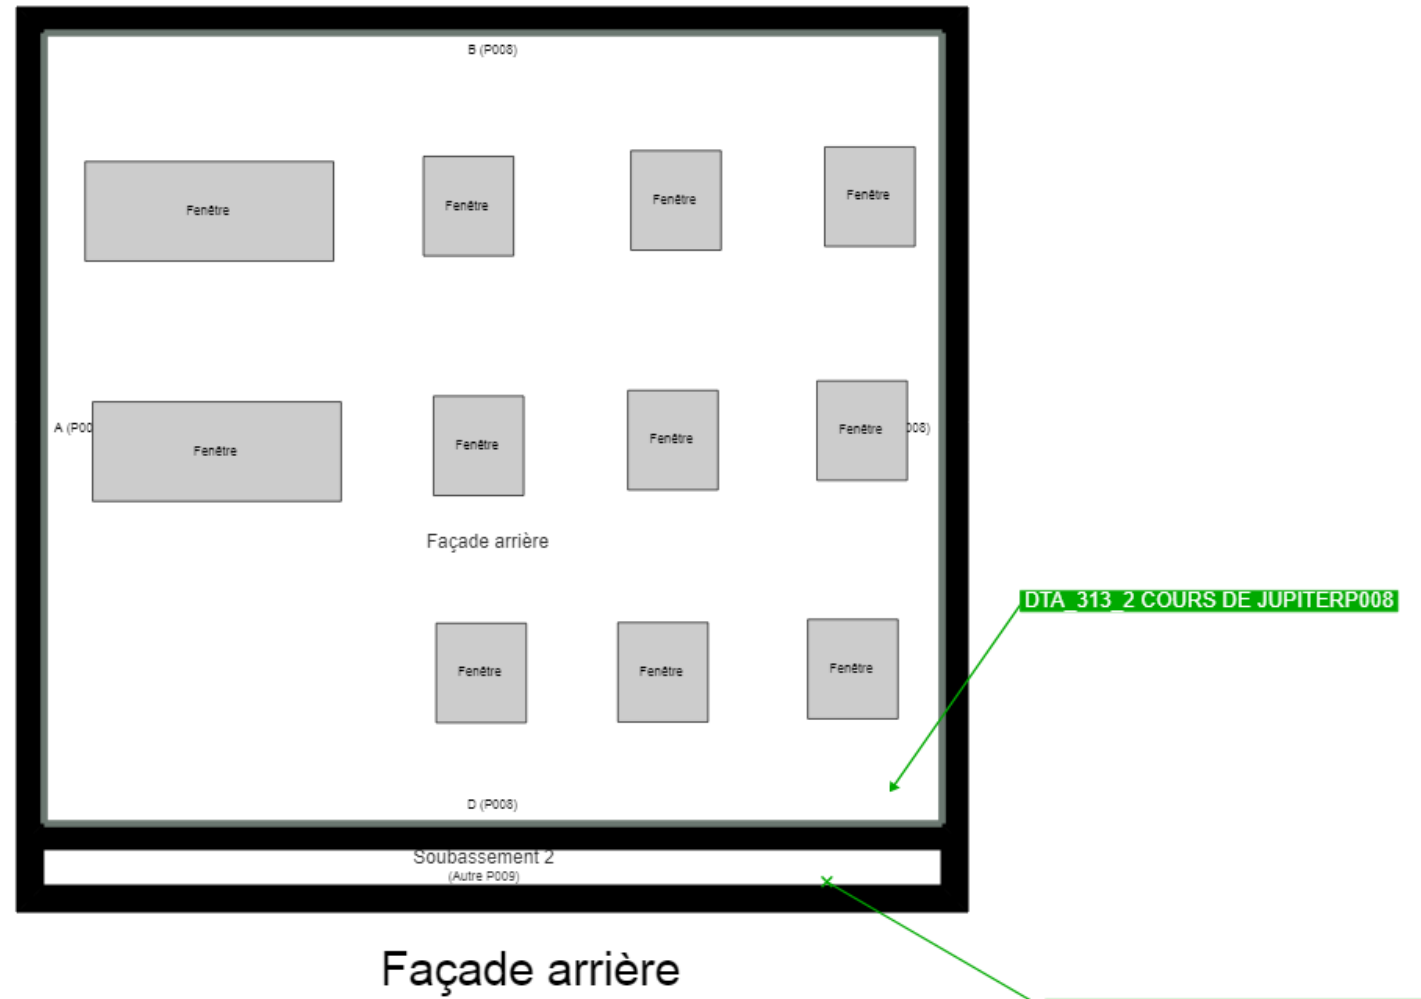 B (P008)
Fenêtre
Fenêtre
Fenêtre
Fenêtre
A (P00
Fenêtre
Fenêtre
Fenêtre
Fenêtre
008)
Façade arrière
DTA_313_2 COURS DE JUPITERP008
Fenêtre
Fenêtre
Fenêtre
D (P008)
Soubassement 2
(Autre P009)
Façade arrière